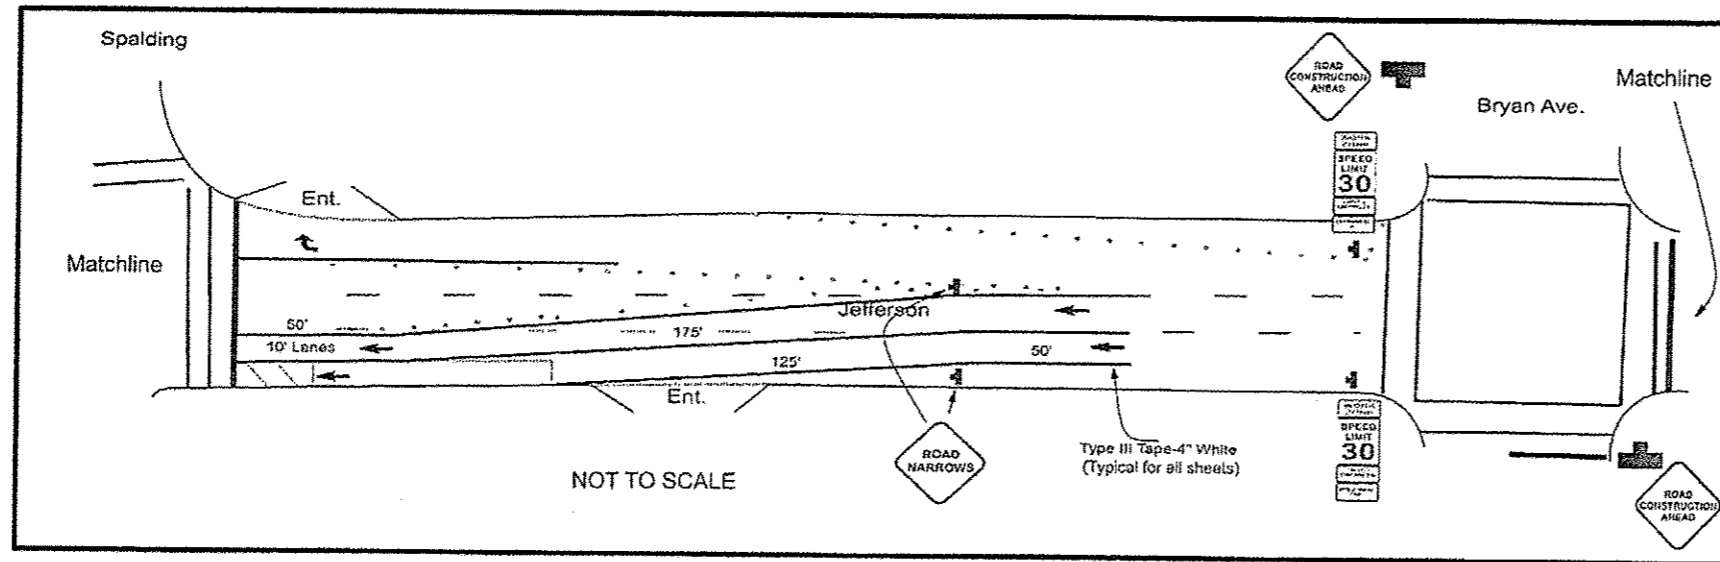 Spalding
ROAD
CONSTRUCTION
AHEAD
Matchline
Bryan Ave.
SPEED
LIMIT
30
Ent.
Matchline
Jefferson
50'
175'
10' Lanes
50'
125'
Ent.
ROAD
NARROWS
Type III Tape-4" White
(Typical for all sheets)
SPEED
LIMIT
30
NOT TO SCALE
ROAD
CONSTRUCTION
AHEAD